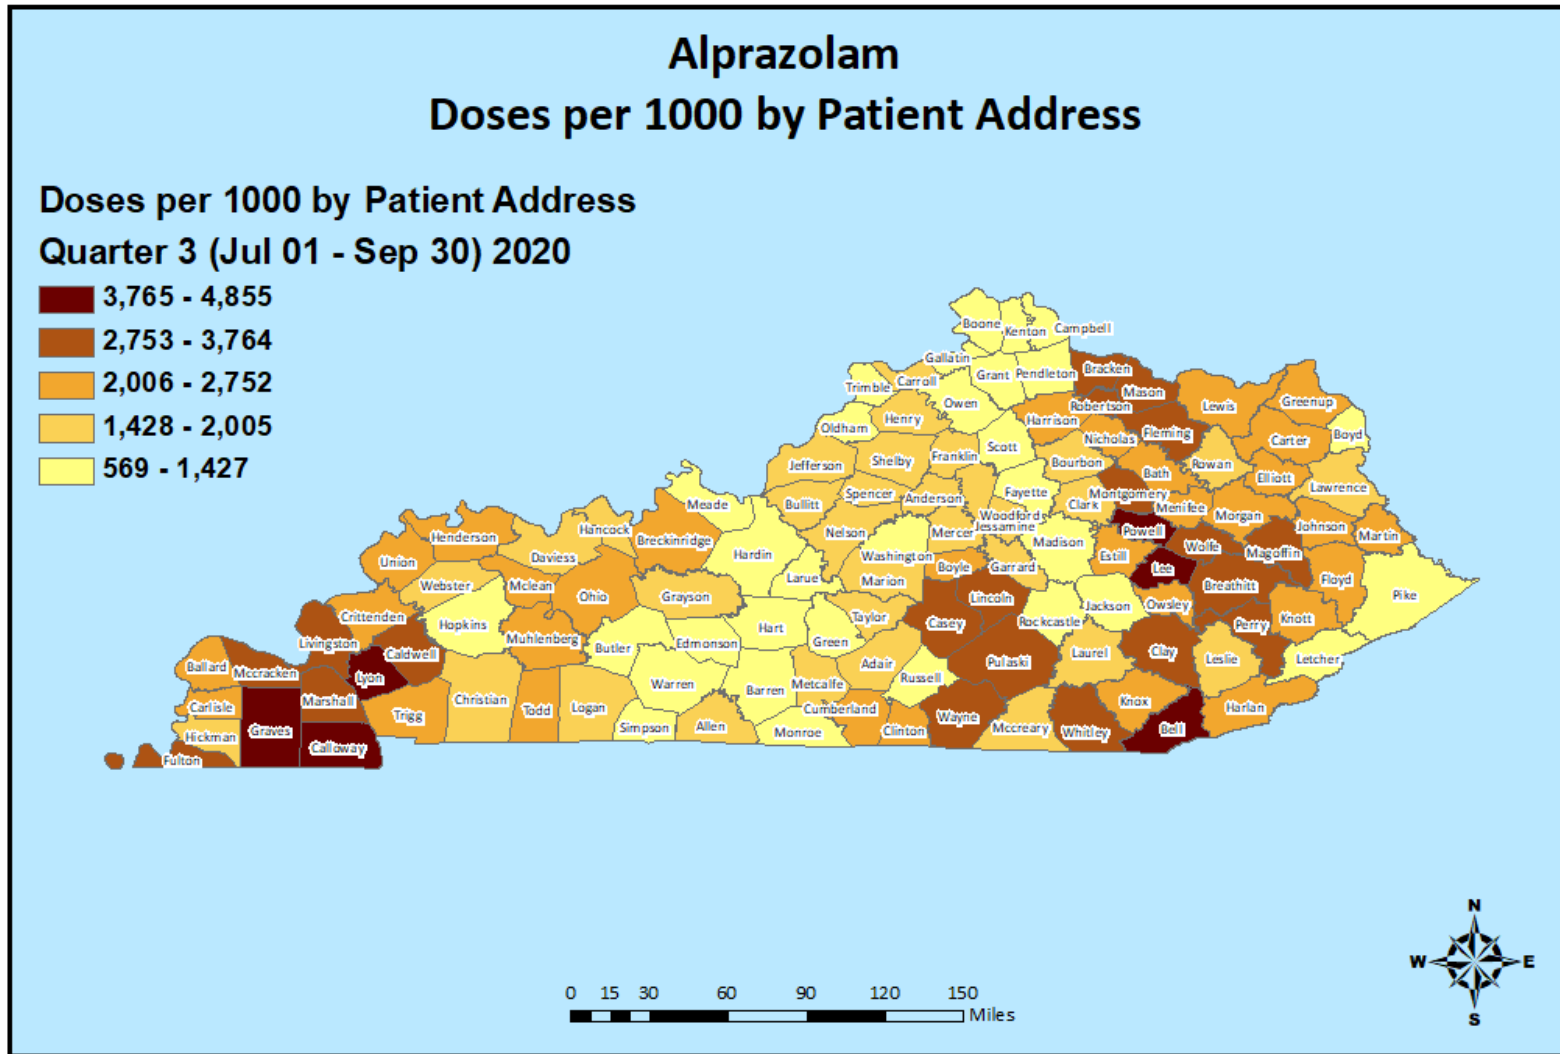 Alprazolam
Doses per 1000 by Patient Address
Doses per 1000 by Patient Address
Quarter 3 (Jul 01 - Sep 30) 2020
3,765 - 4,855
2,753 - 3,764
2,006 - 2,752
1,428 - 2,005
569 - 1,427
Boone
Kenton
Campbell
Gallatin
Grant
Pendleton
Bracken
Mason
Trimble
Carroll
Owen
Robertson
Lewis
Greenup
Oldham
Henry
Harrison
Nicholas
Fleming
Carter
Boyd
Jefferson
Shelby
Franklin
Scott
Bourbon
Bath
Rowan
Elliott
Lawrence
Meade
Bullitt
Spencer
Anderson
Fayette
Clark
Montgomery
Menifee
Morgan
Woodford
Jessamine
Henderson
Daviess
Hancock
Breckinridge
Hardin
Nelson
Washington
Mercer
Madison
Powell
Wolfe
Magoffin
Johnson
Martin
Union
Webster
Mclean
Ohio
Grayson
Larue
Marion
Boyle
Garrard
Estill
Lee
Breathitt
Floyd
Pike
Crittenden
Hopkins
Muhlenberg
Butler
Edmonson
Hart
Green
Taylor
Casey
Lincoln
Rockcastle
Jackson
Owsley
Perry
Knott
Livingston
Caldwell
Lyon
Ballard
Mccracken
Marshall
Christian
Todd
Logan
Warren
Barren
Metcalfe
Adair
Russell
Pulaski
Laurel
Clay
Leslie
Letcher
Carlisle
Hickman
Graves
Calloway
Trigg
Simpson
Allen
Monroe
Cumberland
Clinton
Wayne
Mccreary
Whitley
Knox
Bell
Harlan
Fulton
N
W
E
S
0 15 30 60 90 120 150
Miles